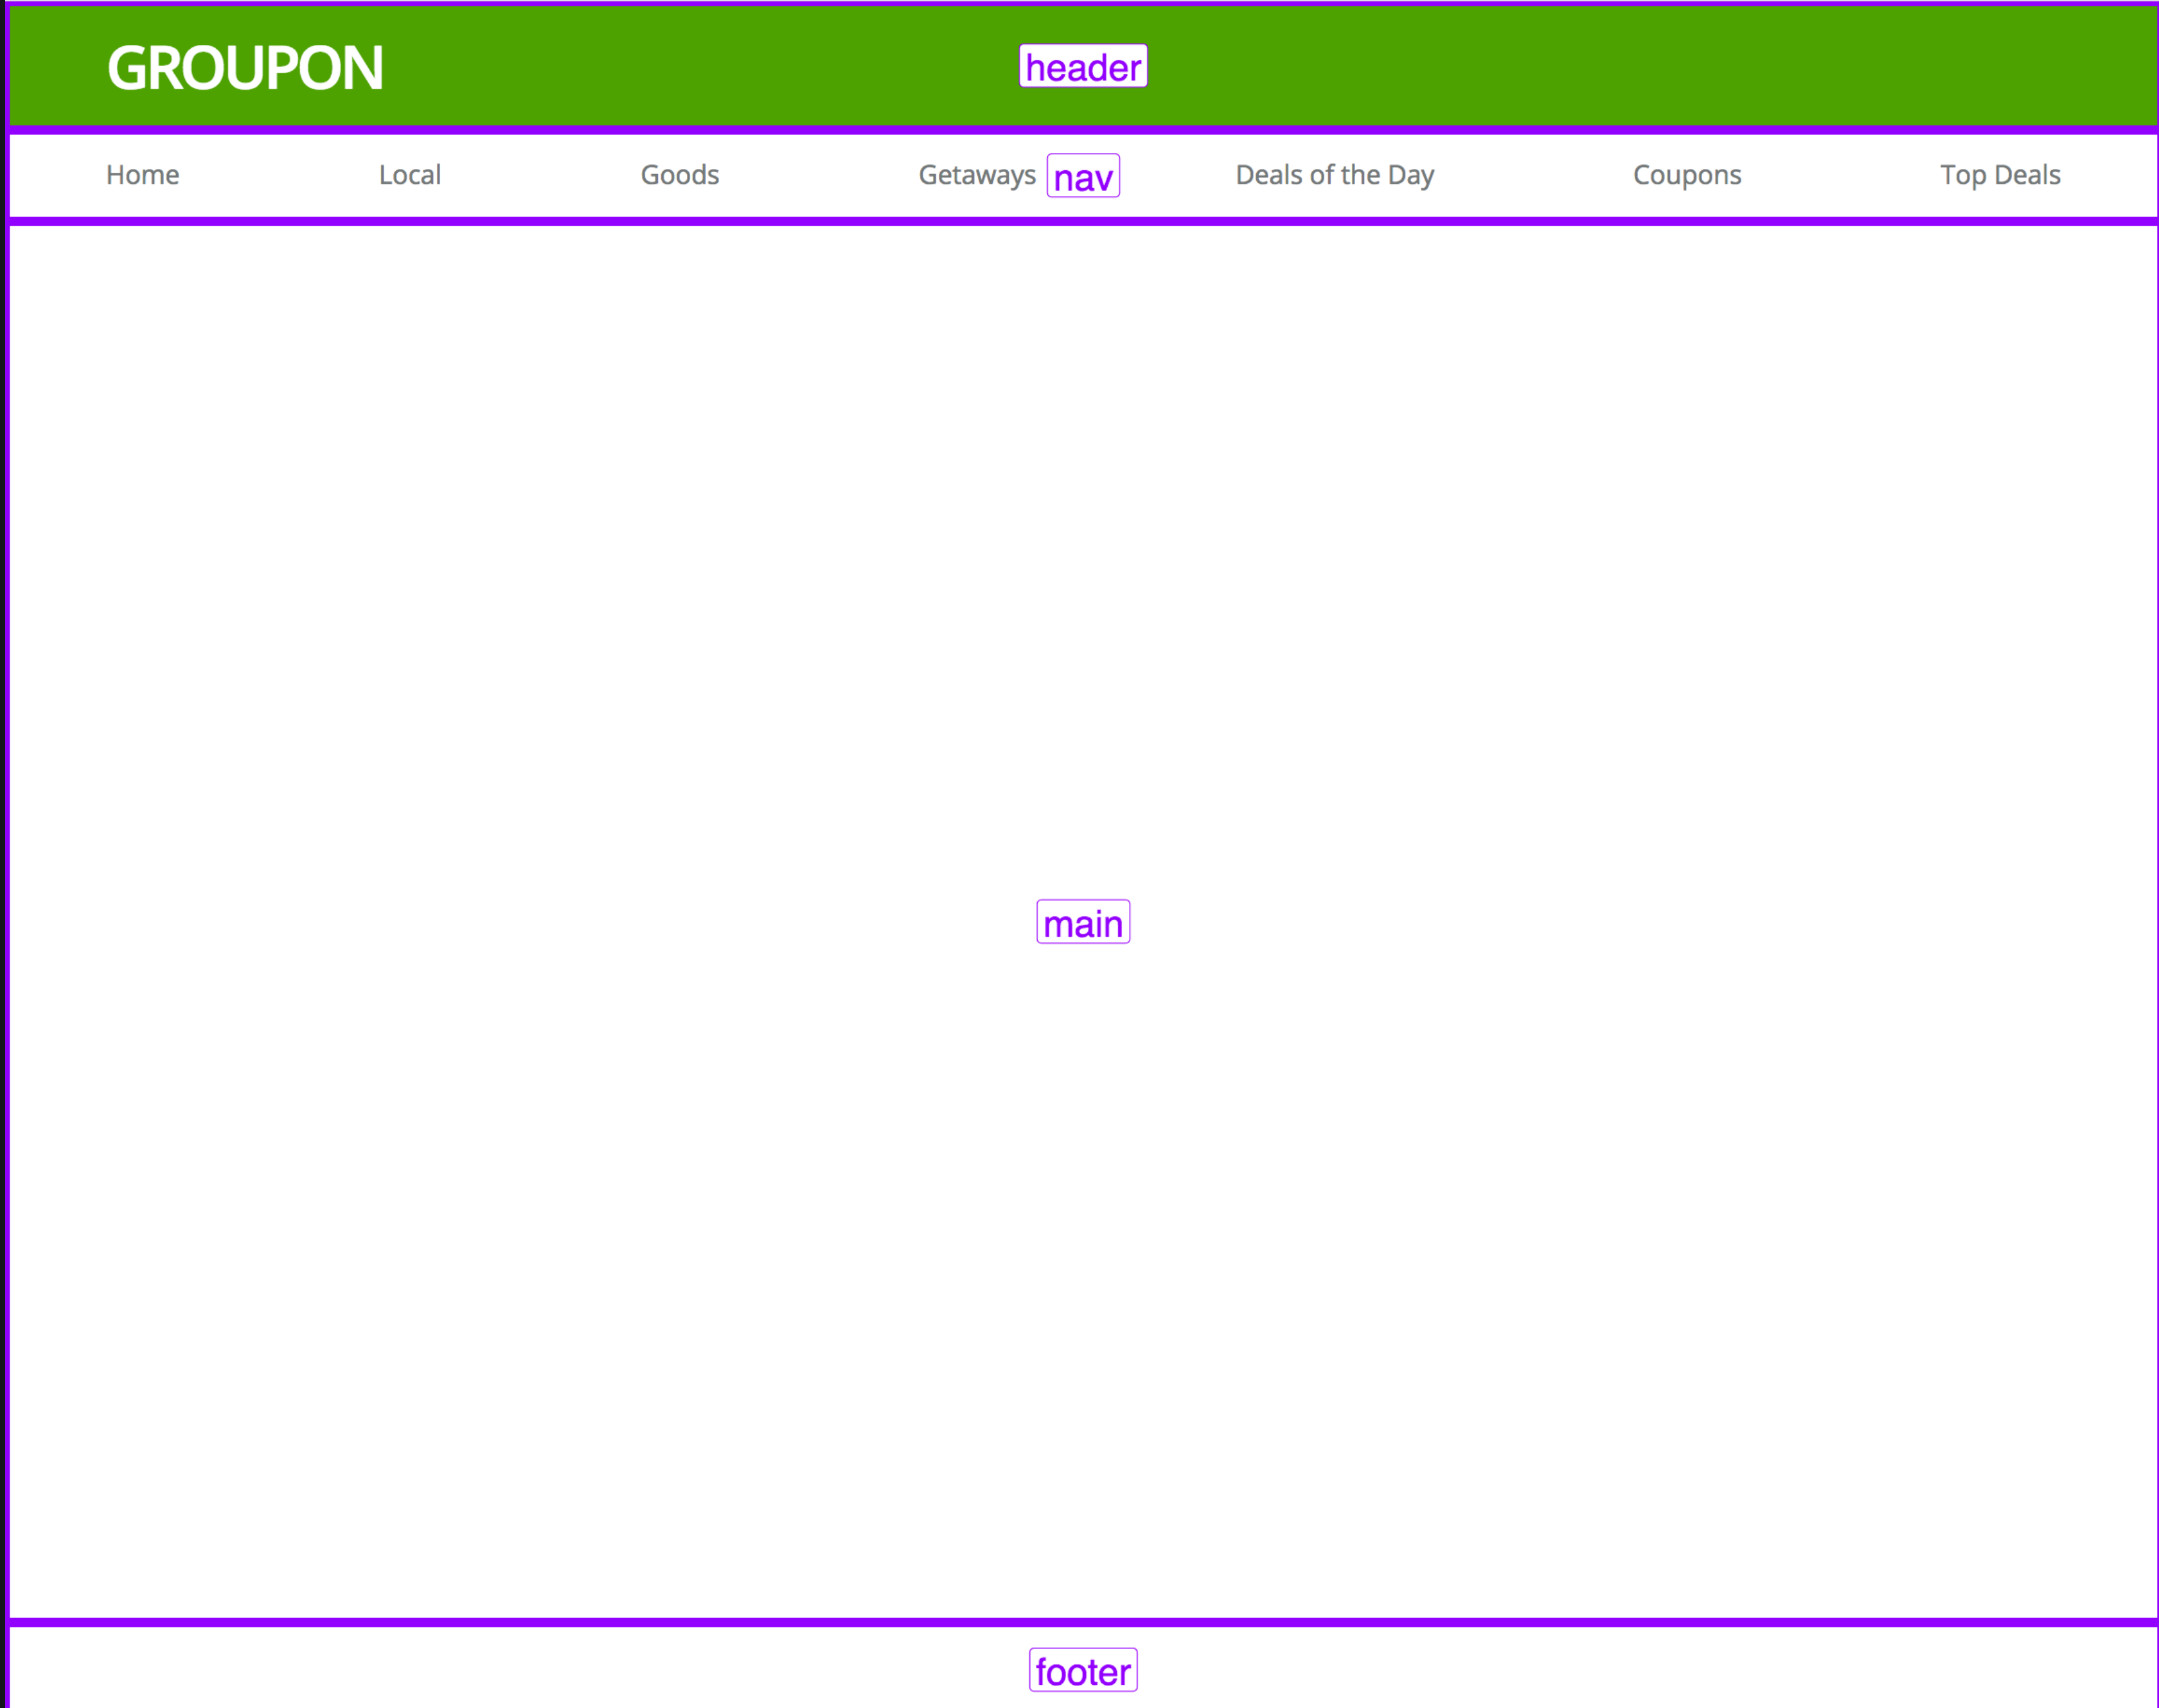 GROUPON
header
Home Local Goods Getaways nav Deals of the Day Coupons Top Deals
main
footer